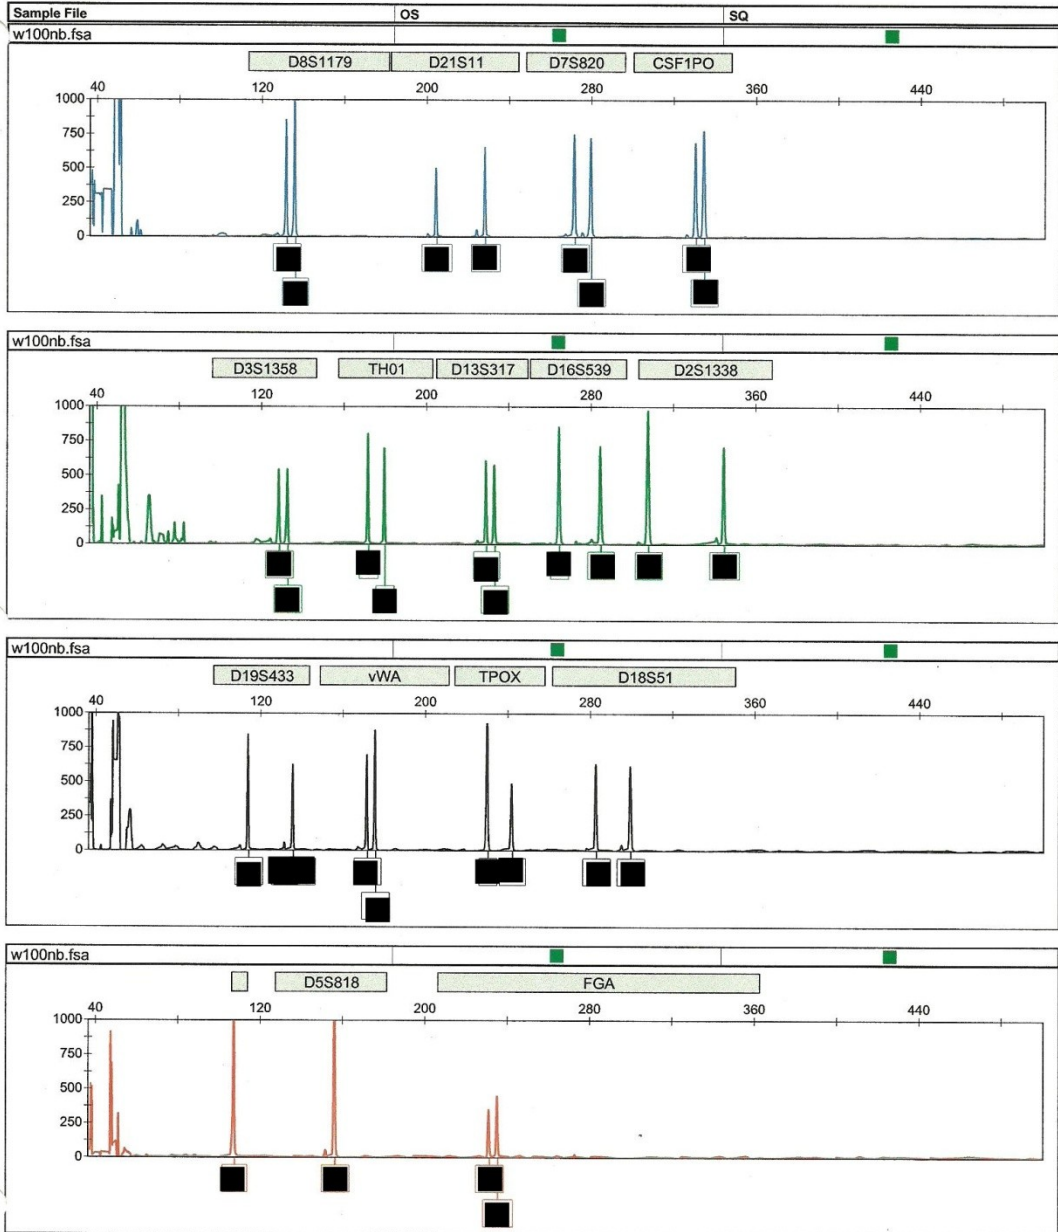 Sample File OS SQ
w100nb.fsa
D8S1179 D21S11 D7S820 CSF1PO
40 120 200 280 360 440
1000
750
500
250
0
w100nb.fsa
D3S1358 TH01 D13S317 D16S539 D2S1338
40 120 200 280 360 440
1000
750
500
250
0
w100nb.fsa
D19S433 vWA TPOX D18S51
40 120 200 280 360 440
1000
750
500
250
0
w100nb.fsa
D5S818 FGA
40 120 200 280 360 440
1000
750
500
250
0